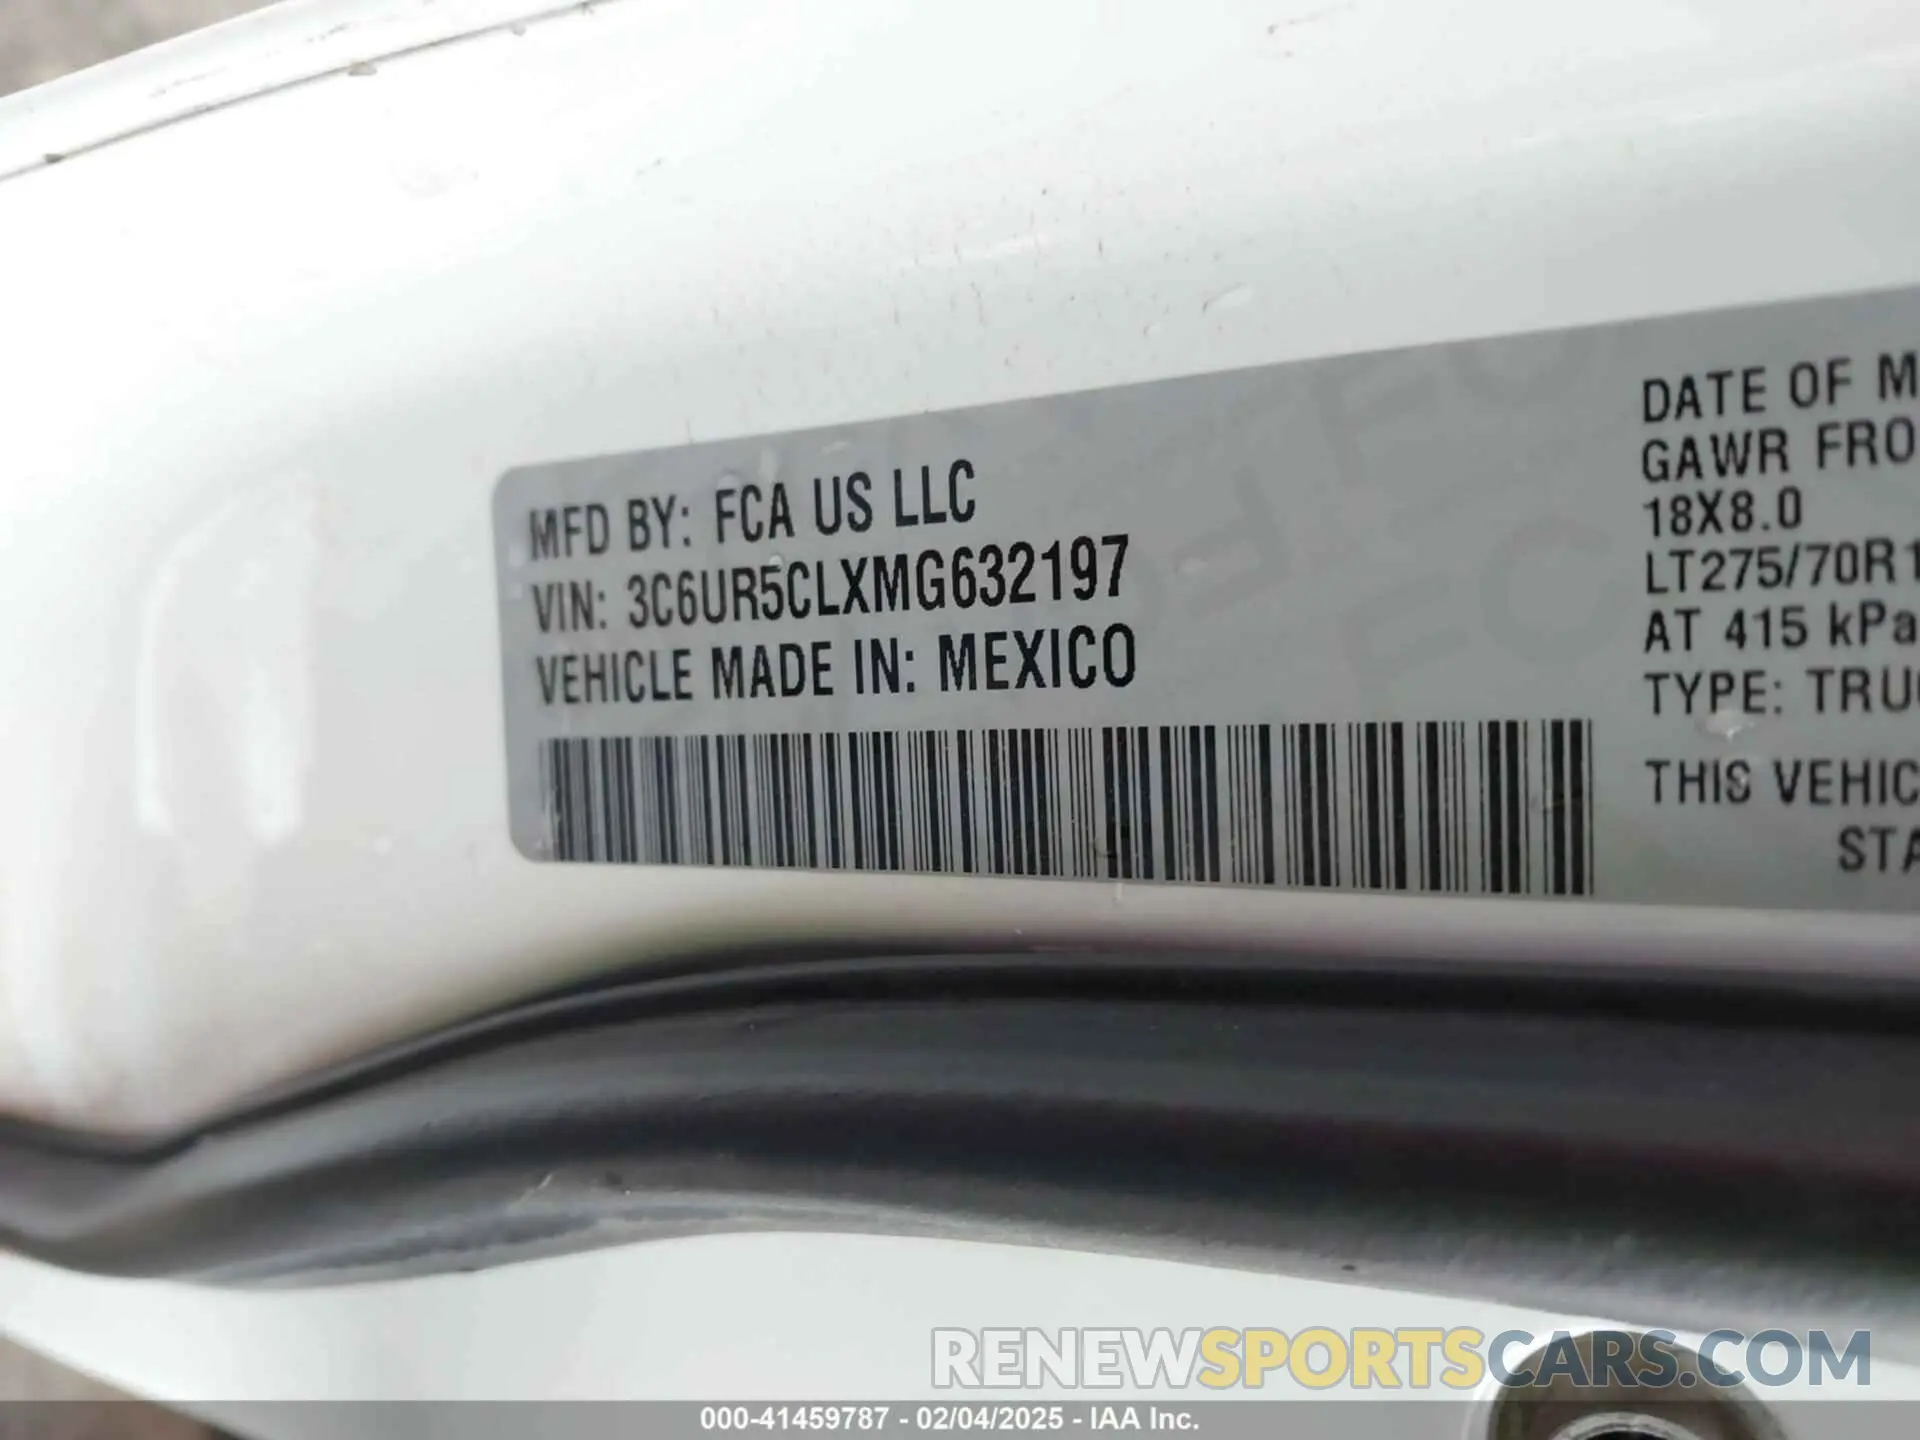 MFD BY: FCA US LLC
VIN: 3C6UR5CLXMG632197
VEHICLE MADE IN: MEXICO
DATE OF M
GAWR FRO
18X8.0
LT275/70R1
AT 415 kPa
TYPE: TRUC
THIS VEHIC
STA
RENEWSPORTSCARS.COM
000-41459787 - 02/04/2025 - IAA Inc.